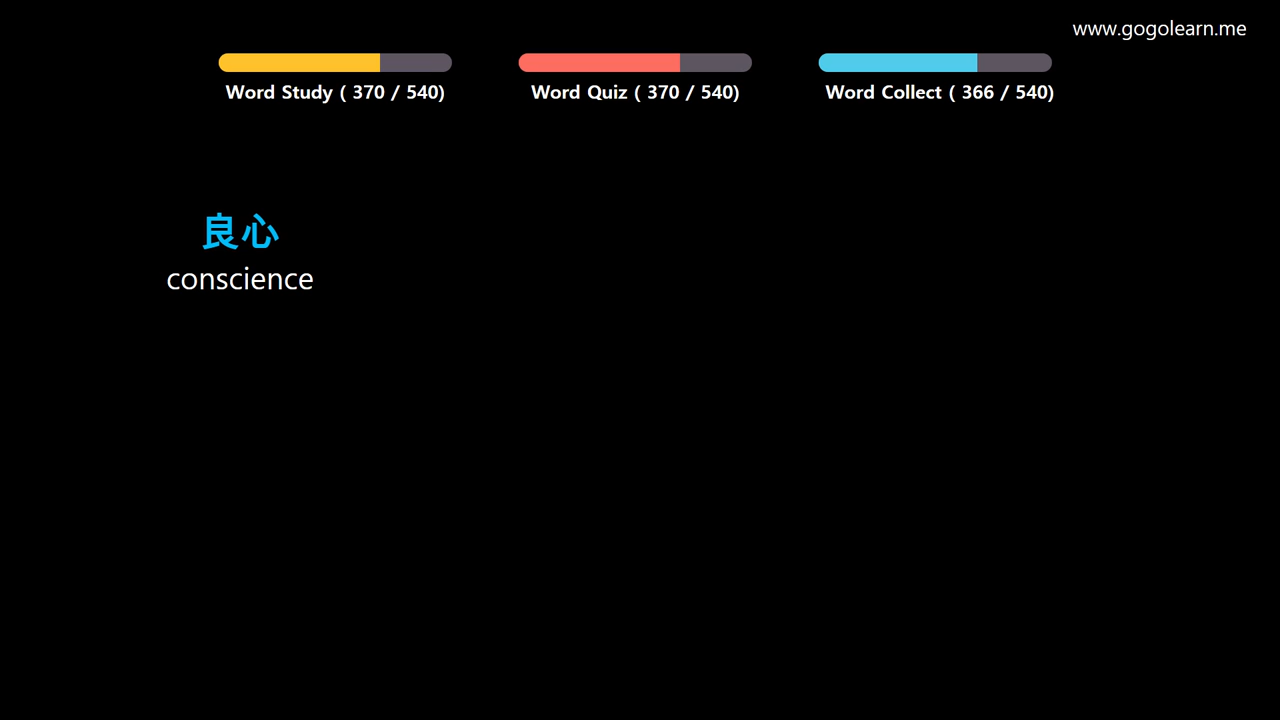 www.gogolearn.me
Word Study ( 370 / 540)
Word Quiz ( 370 / 540)
Word Collect ( 366 / 540)
良心
conscience